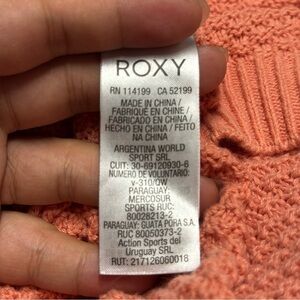 ROXY
RN 114199 CA 52199
MADE IN CHINA /
FABRIQUÉ EN CHINE /
FABRICADO EN CHINA /
HECHO EN CHINA / FEITO
NA CHINA
ARGENTINA WORLD
SPORT SRL
CUIT: 30-69120930-6
NUMERO DE VOLUNTARIO:
v-310/QW
PARAGUAY:
MERCOSUR
SPORTS RUC:
80028213-2
PARAGUAY: GUATA PORA S.A.
RUC 80050373-2
Action Sports del
Uruguay SRL
RUT: 217126060018